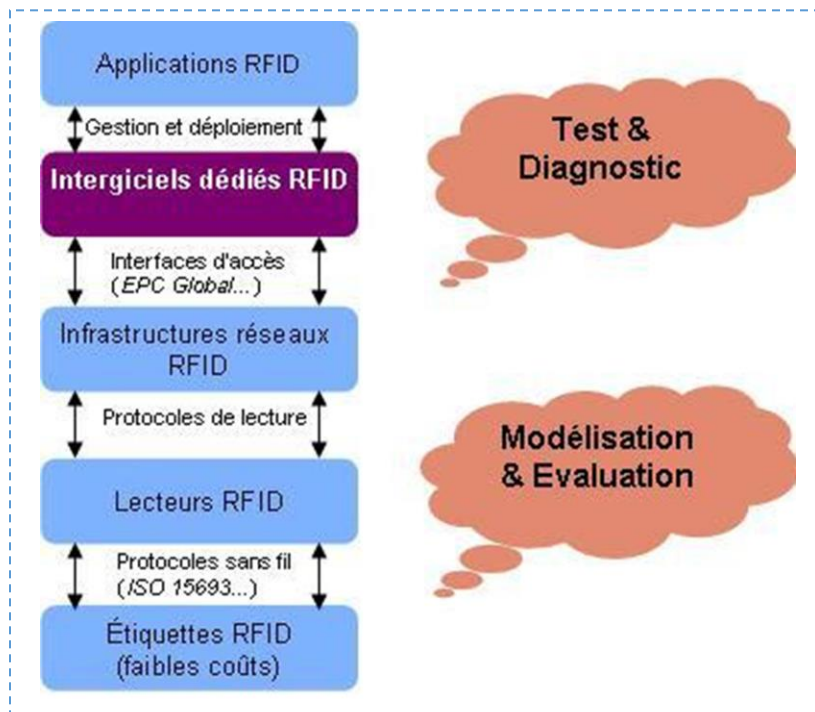 Applications RFID
Gestion et déploiement
Intergiciels dédiés RFID
Interfaces d'accès
(EPC Global...)
Infrastructures réseaux
RFID
Protocoles de lecture
Lecteurs RFID
Protocoles sans fil
(ISO 15693...)
Étiquettes RFID
(faibles coûts)
Test &
Diagnostic
Modélisation
& Evaluation